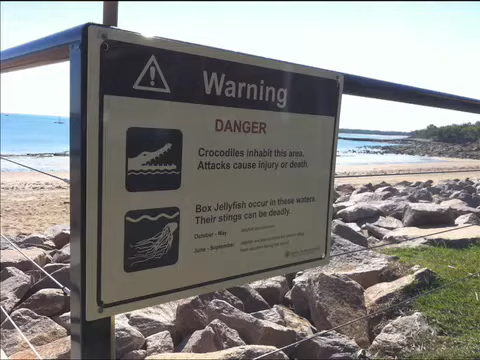 Warning
DANGER
Crocodiles inhabit this area.
Attacks cause injury or death.
Box Jellyfish occur in these waters.
Their stings can be deadly.
October - May
June - September